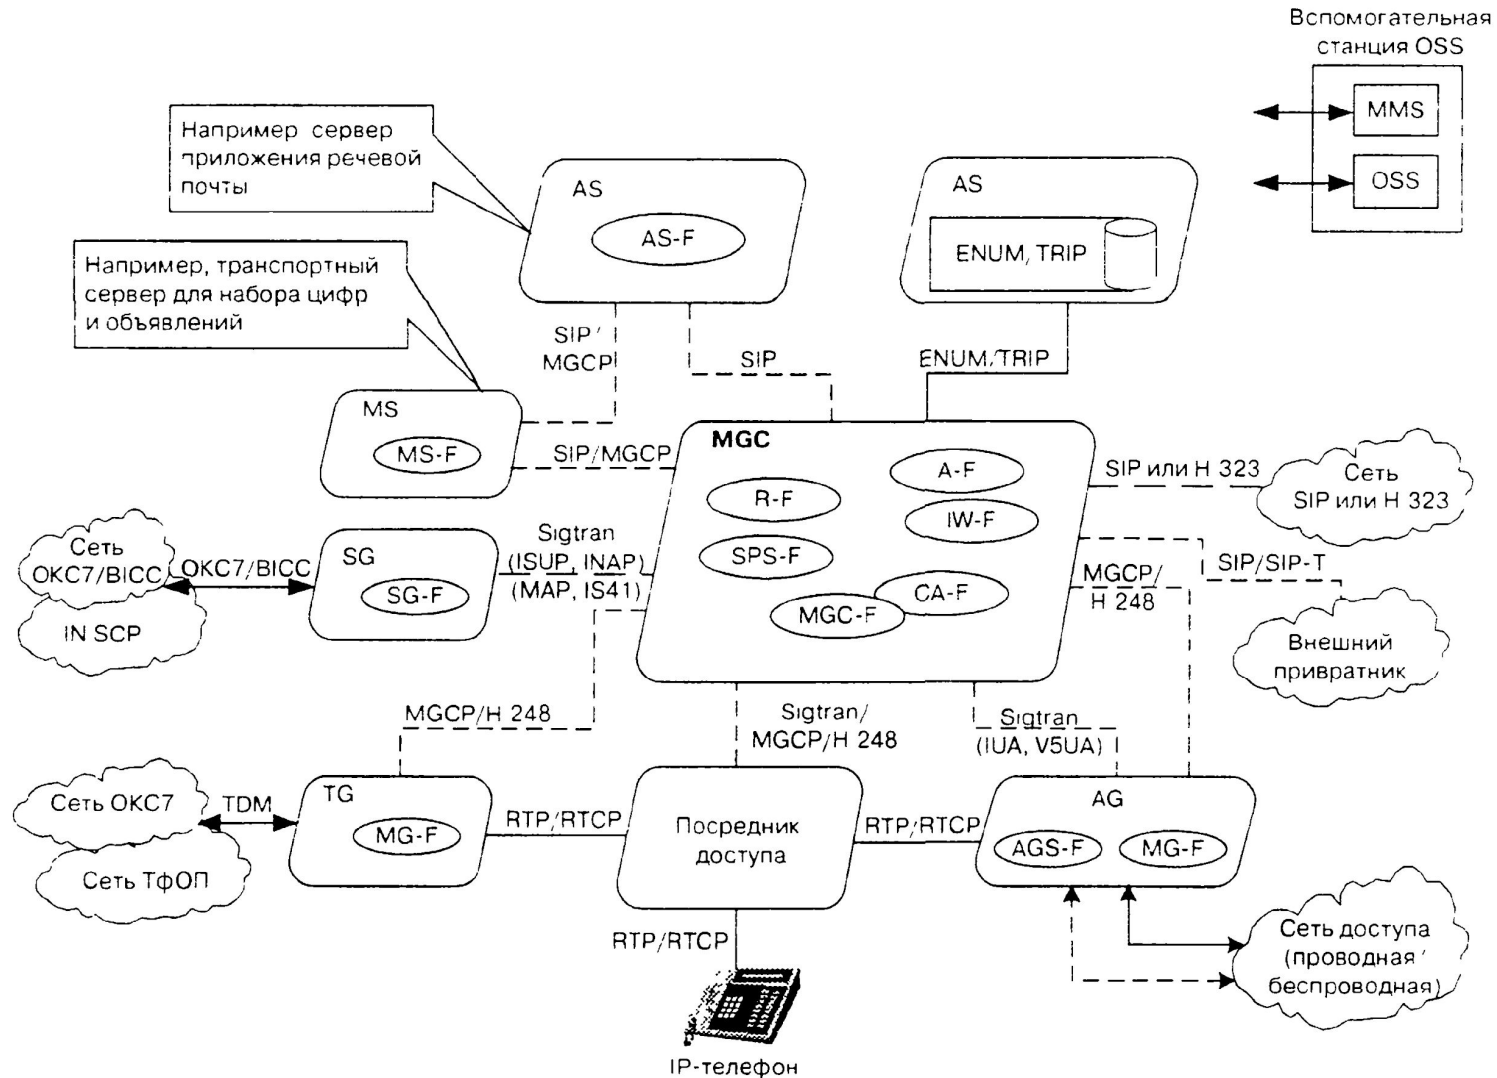 Вспомогательная
станция OSS
MMS
OSS
Например сервер
приложения речевой
почты
AS
AS-F
AS
ENUM, TRIP
Например, транспортный
сервер для набора цифр
и объявлений
SIP/
MGCP
SIP
ENUM/TRIP
MS
MS-F
SIP/MGCP
MGC
A-F
R-F
IW-F
SPS-F
CA-F
MGC-F
SIP или H 323
Сеть
SIP или H 323
Сеть
ОКС7/BICC
IN SCP
ОКС7/BICC
SG
SG-F
Sigtran
(ISUP, INAP)
(MAP, IS41)
MGCP/
H 248
SIP/SIP-T
Внешний
привратник
MGCP/H 248
Sigtran/
MGCP/H 248
Sigtran
(IUA, V5UA)
Сеть ОКС7
Сеть ТфОП
TDM
TG
MG-F
RTP/RTCP
Посредник
доступа
RTP/RTCP
AG
AGS-F
MG-F
RTP/RTCP
Сеть доступа
(проводная/
беспроводная)
IP-телефон